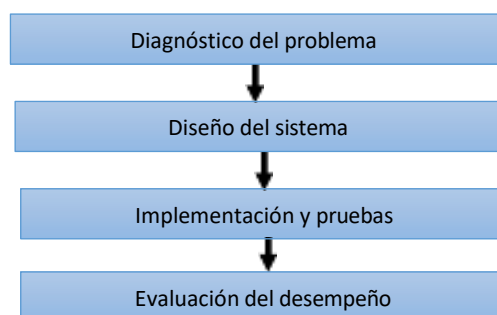 Diagnóstico del problema
Diseño del sistema
Implementación y pruebas
Evaluación del desempeño